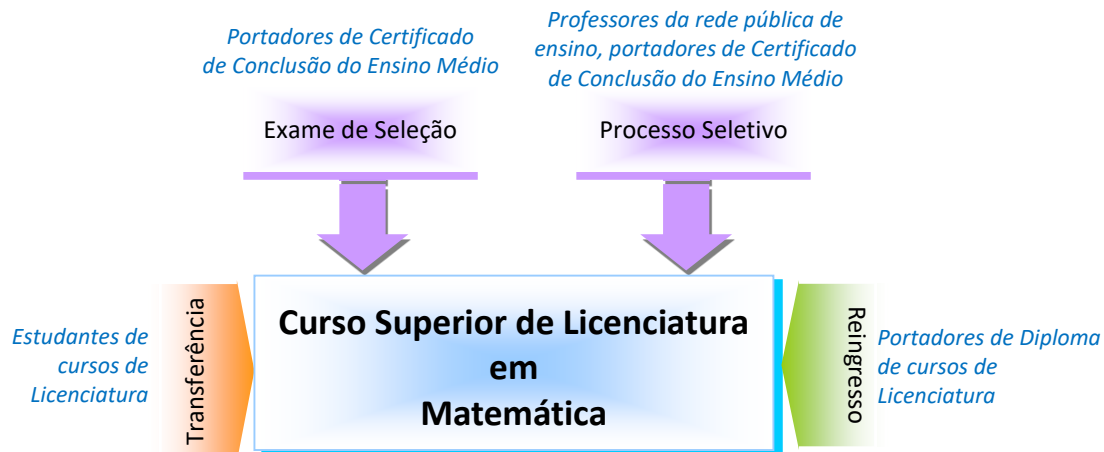 Portadores de Certificado
de Conclusão do Ensino Médio
Professores da rede pública de
ensino, portadores de Certificado
de Conclusão do Ensino Médio
Exame de Seleção
Processo Seletivo
Estudantes de
cursos de
Licenciatura
Transferência
Curso Superior de Licenciatura
em
Matemática
Reingresso
Portadores de Diploma
de cursos de
Licenciatura